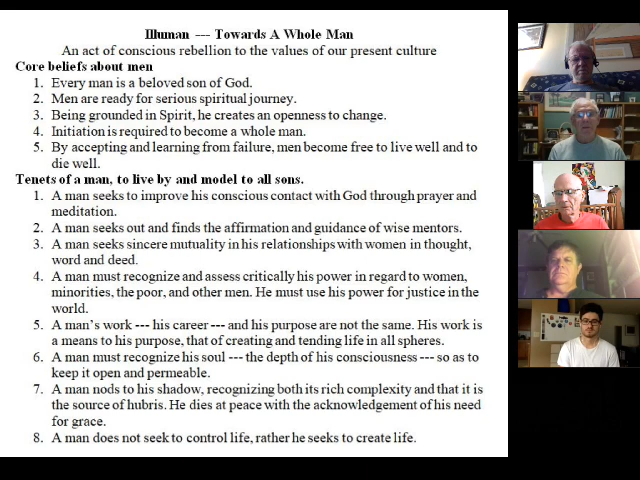 Illuman --- Towards A Whole Man
An act of conscious rebellion to the values of our present culture
Core beliefs about men
1. Every man is a beloved son of God.
2. Men are ready for serious spiritual journey.
3. Being grounded in Spirit, he creates an openness to change.
4. Initiation is required to become a whole man.
5. By accepting and learning from failure, men become free to live well and to
die well.
Tenets of a man, to live by and model to all sons.
1. A man seeks to improve his conscious contact with God through prayer and
meditation.
2. A man seeks out and finds the affirmation and guidance of wise mentors.
3. A man seeks sincere mutuality in his relationships with women in thought,
word and deed.
4. A man must recognize and assess critically his power in regard to women,
minorities, the poor, and other men. He must use his power for justice in the
world.
5. A man's work --- his career --- and his purpose are not the same. His work is
a means to his purpose, that of creating and tending life in all spheres.
6. A man must recognize his soul --- the depth of his consciousness --- so as to
keep it open and permeable.
7. A man nods to his shadow, recognizing both its rich complexity and that it is
the source of hubris. He dies at peace with the acknowledgement of his need
for grace.
8. A man does not seek to control life, rather he seeks to create life.